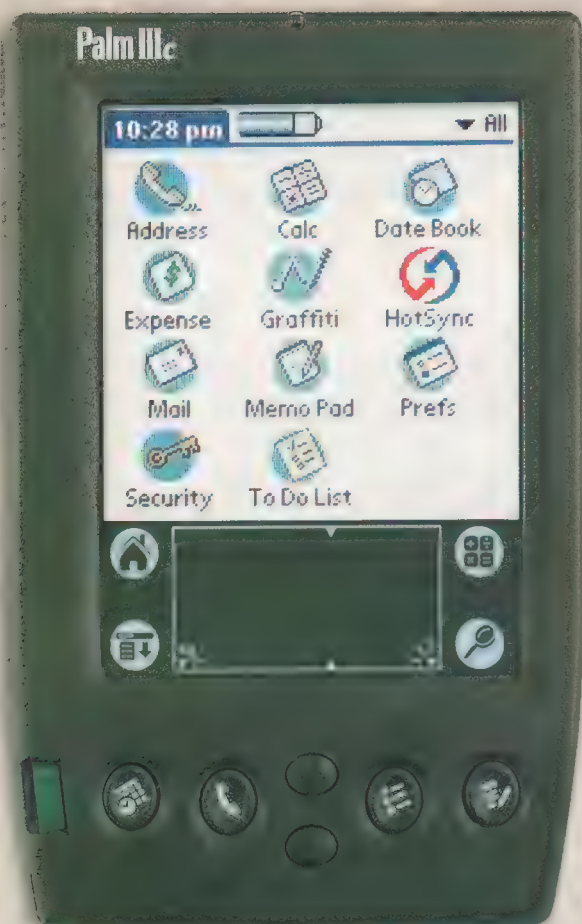 Palm IIIc
10:28 pm All
Address Calc Date Book
Expense Graffiti HotSync
Mail Memo Pad Prefs
Security To Do List